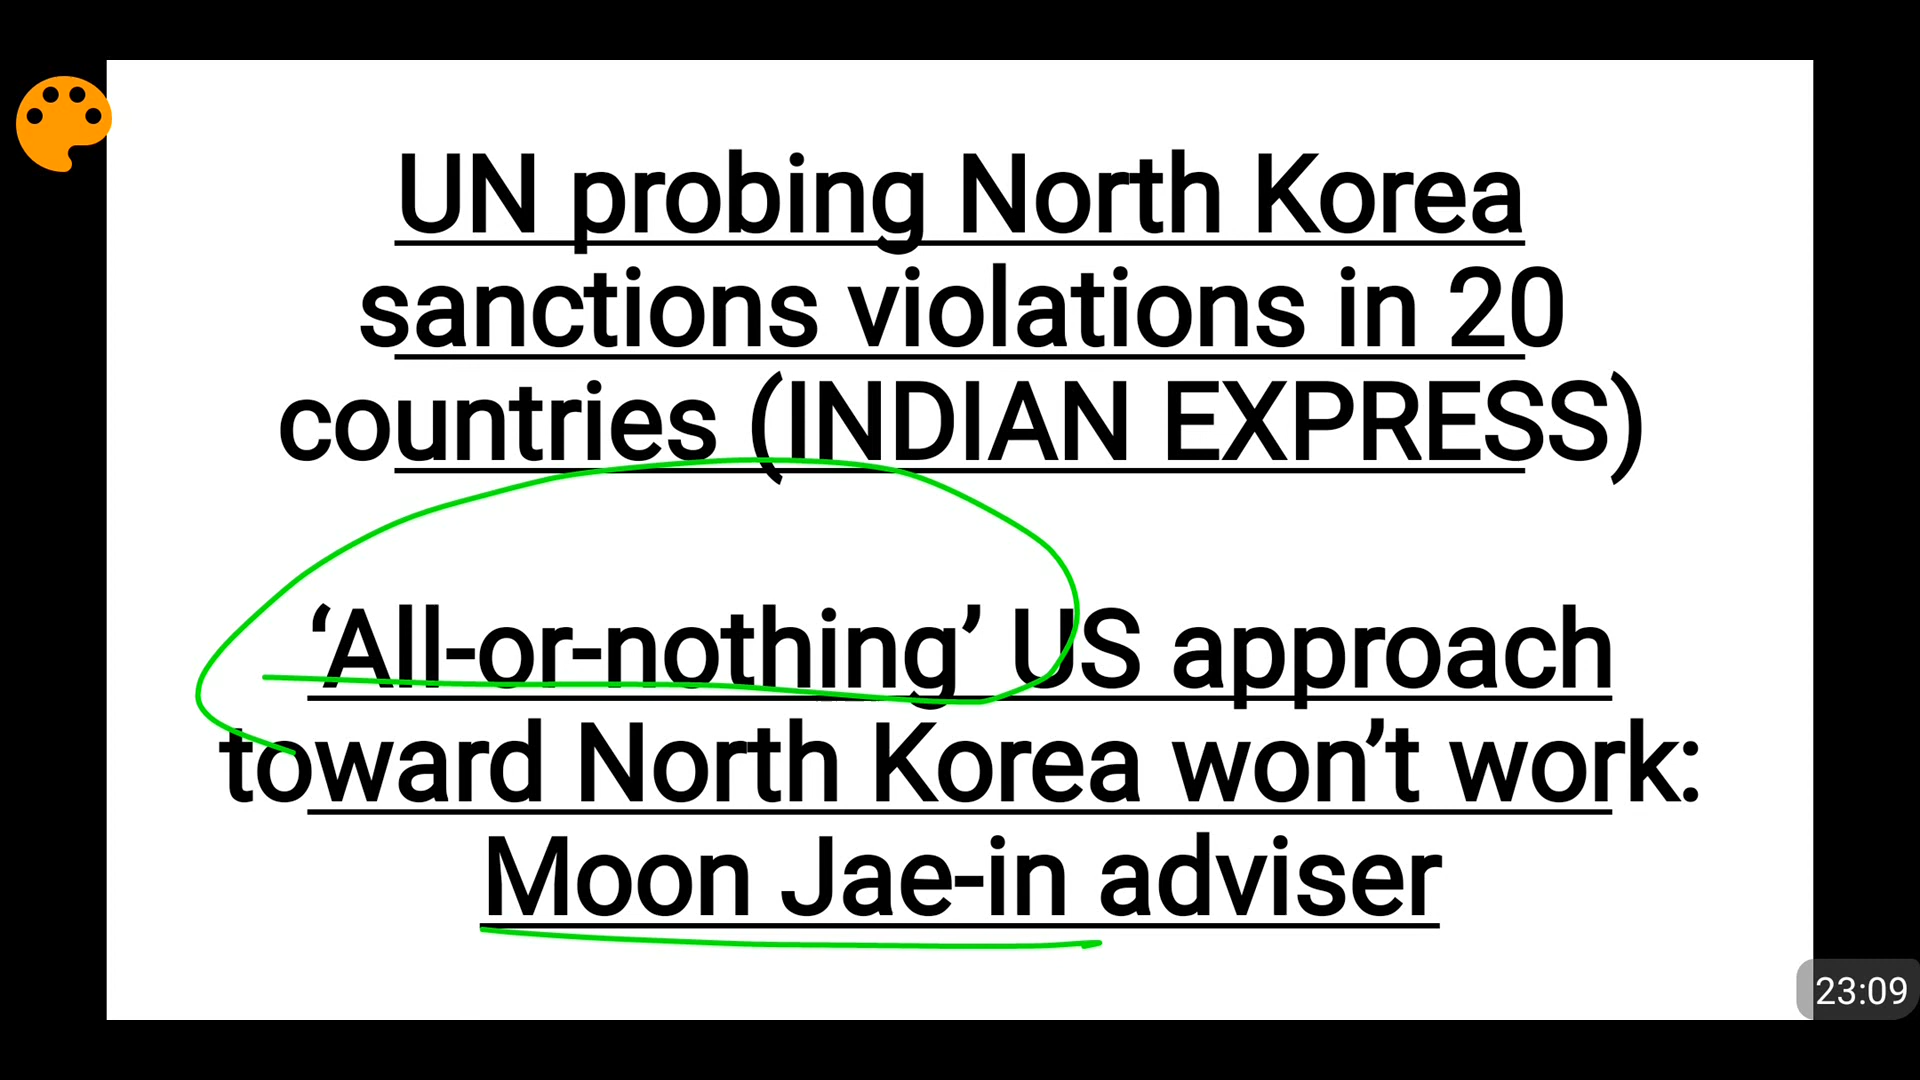 UN probing North Korea
sanctions violations in 20
countries (INDIAN EXPRESS)
‘All-or-nothing’ US approach
toward North Korea won’t work:
Moon Jae-in adviser
23:09